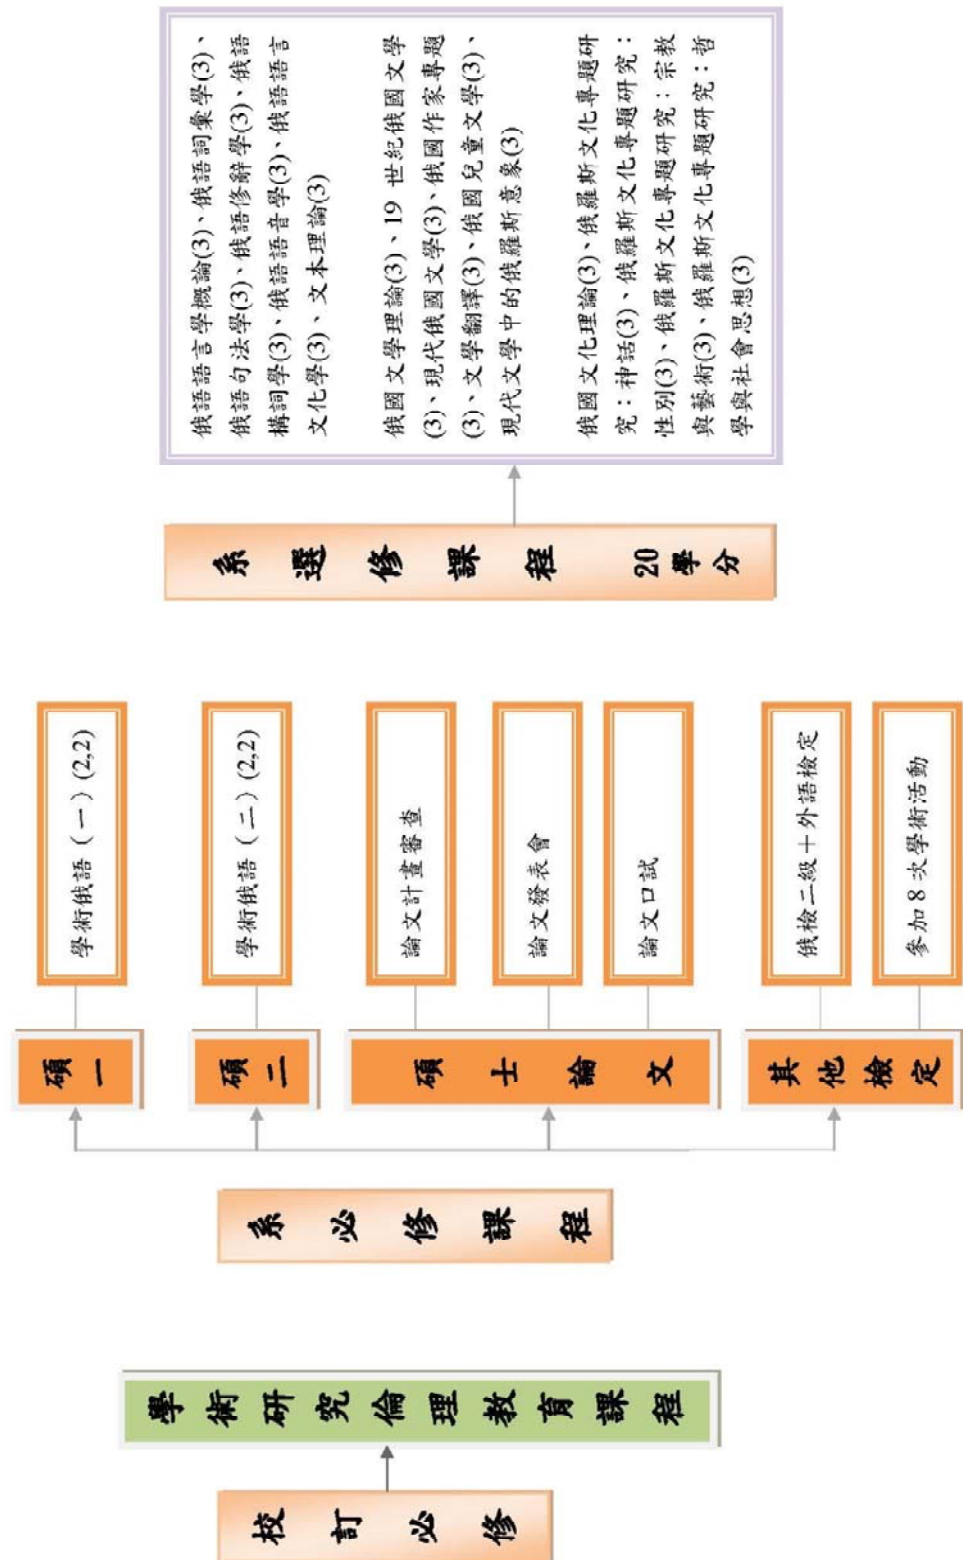 校訂必修
學術研究倫理教育課程
系必修課程
碩一
學術俄語（一）(2,2)
碩二
學術俄語（二）(2,2)
碩士論文
論文計畫審查
論文發表會
論文口試
其他檢定
俄檢二級＋外語檢定
參加 8 次學術活動
系選修課程 20 學分
俄語語言學概論(3)、俄語詞彙學(3)、
俄語句法學(3)、俄語修辭學(3)、俄語
構詞學(3)、俄語語音學(3)、俄語語言
文化學(3)、文本理論(3)
俄國文學理論(3)、19 世紀俄國文學
(3)、現代俄國文學(3)、俄國作家專題
(3)、文學翻譯(3)、俄國兒童文學(3)、
現代文學中的俄羅斯意象(3)
俄國文化理論(3)、俄羅斯文化專題研
究：神話(3)、俄羅斯文化專題研究：
性別(3)、俄羅斯文化專題研究：宗教
與藝術(3)、俄羅斯文化專題研究：哲
學與社會思想(3)